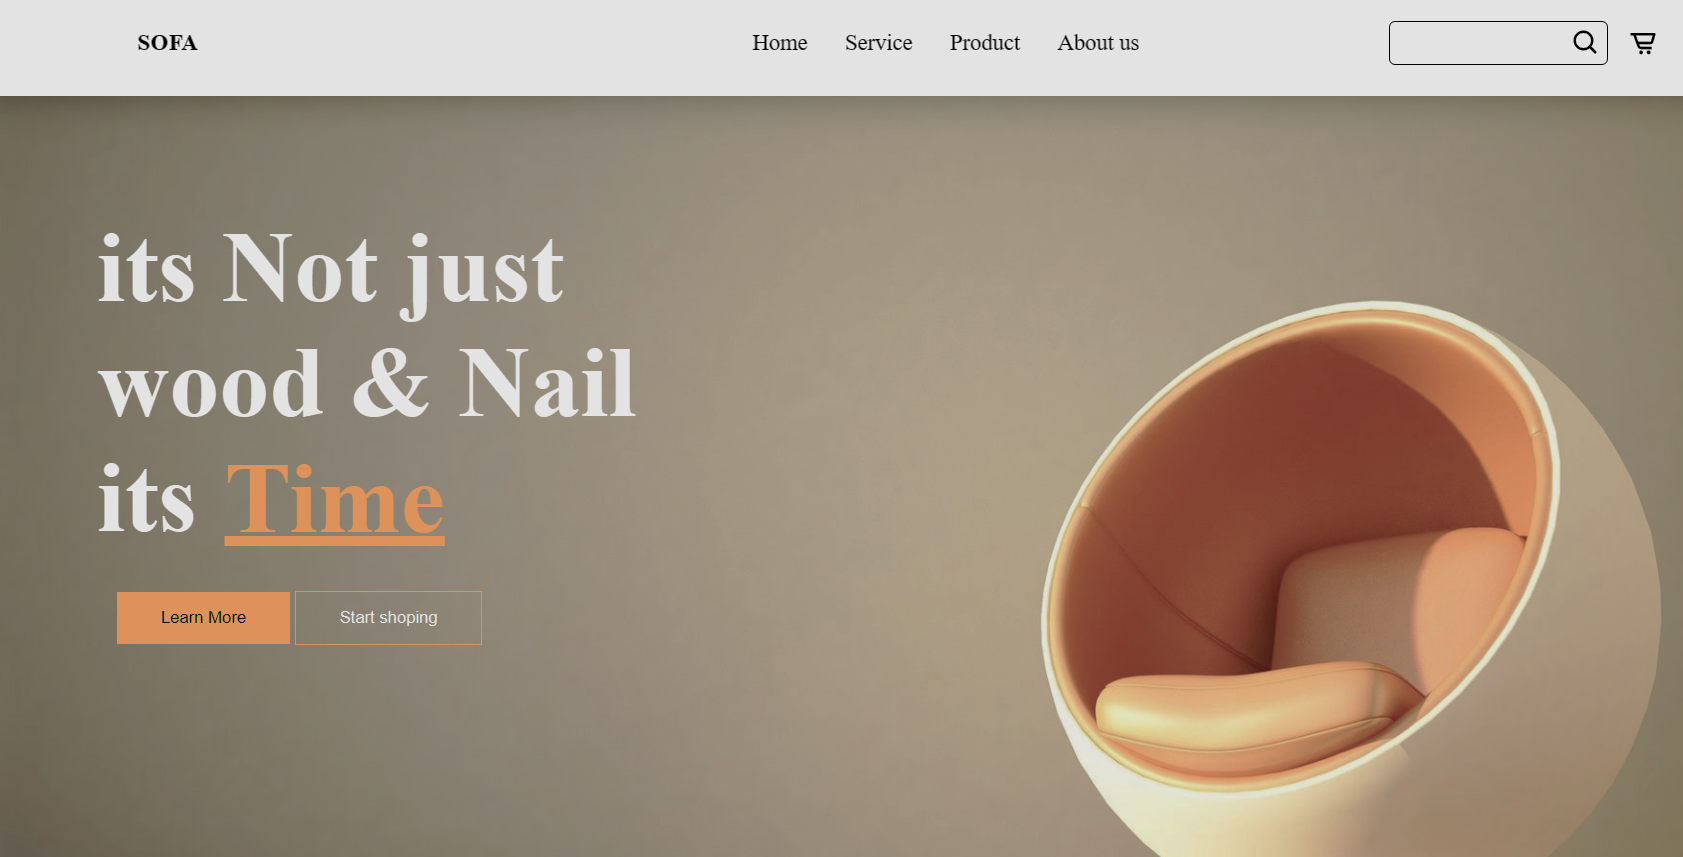 SOFA
Home Service Product About us
its Not just
wood & Nail
its Time
Learn More Start shoping